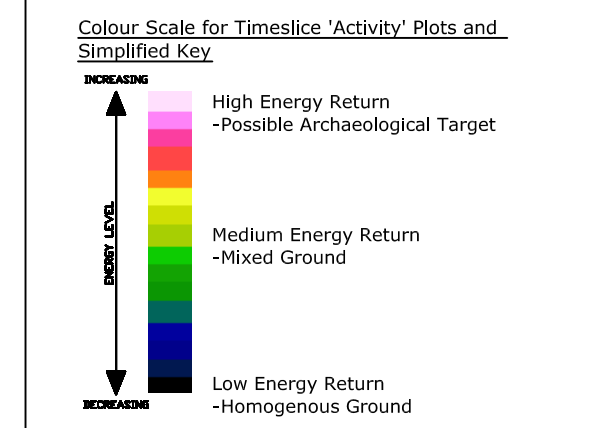 Colour Scale for Timeslice 'Activity' Plots and
Simplified Key
INCREASING
High Energy Return
-Possible Archaeological Target
ENERGY LEVEL
Medium Energy Return
-Mixed Ground
Low Energy Return
DECREASING
-Homogenous Ground